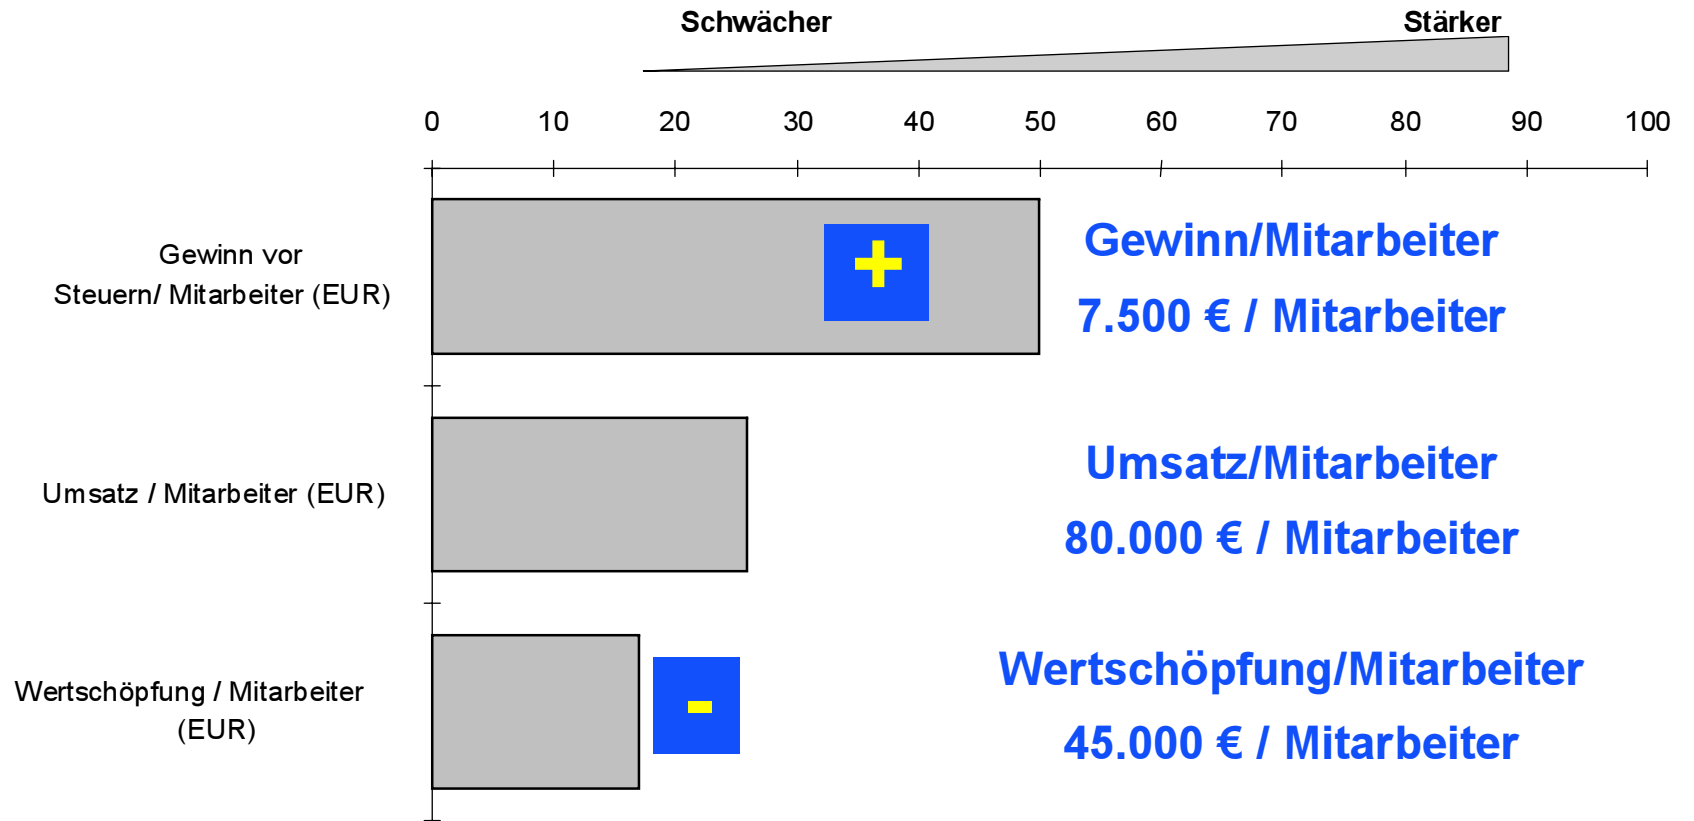 Schwächer Stärker
0 10 20 30 40 50 60 70 80 90 100
Gewinn vor
Steuern/ Mitarbeiter (EUR)
+
Gewinn/Mitarbeiter
7.500 € / Mitarbeiter
Umsatz / Mitarbeiter (EUR)
Umsatz/Mitarbeiter
80.000 € / Mitarbeiter
Wertschöpfung / Mitarbeiter
(EUR)
-
Wertschöpfung/Mitarbeiter
45.000 € / Mitarbeiter